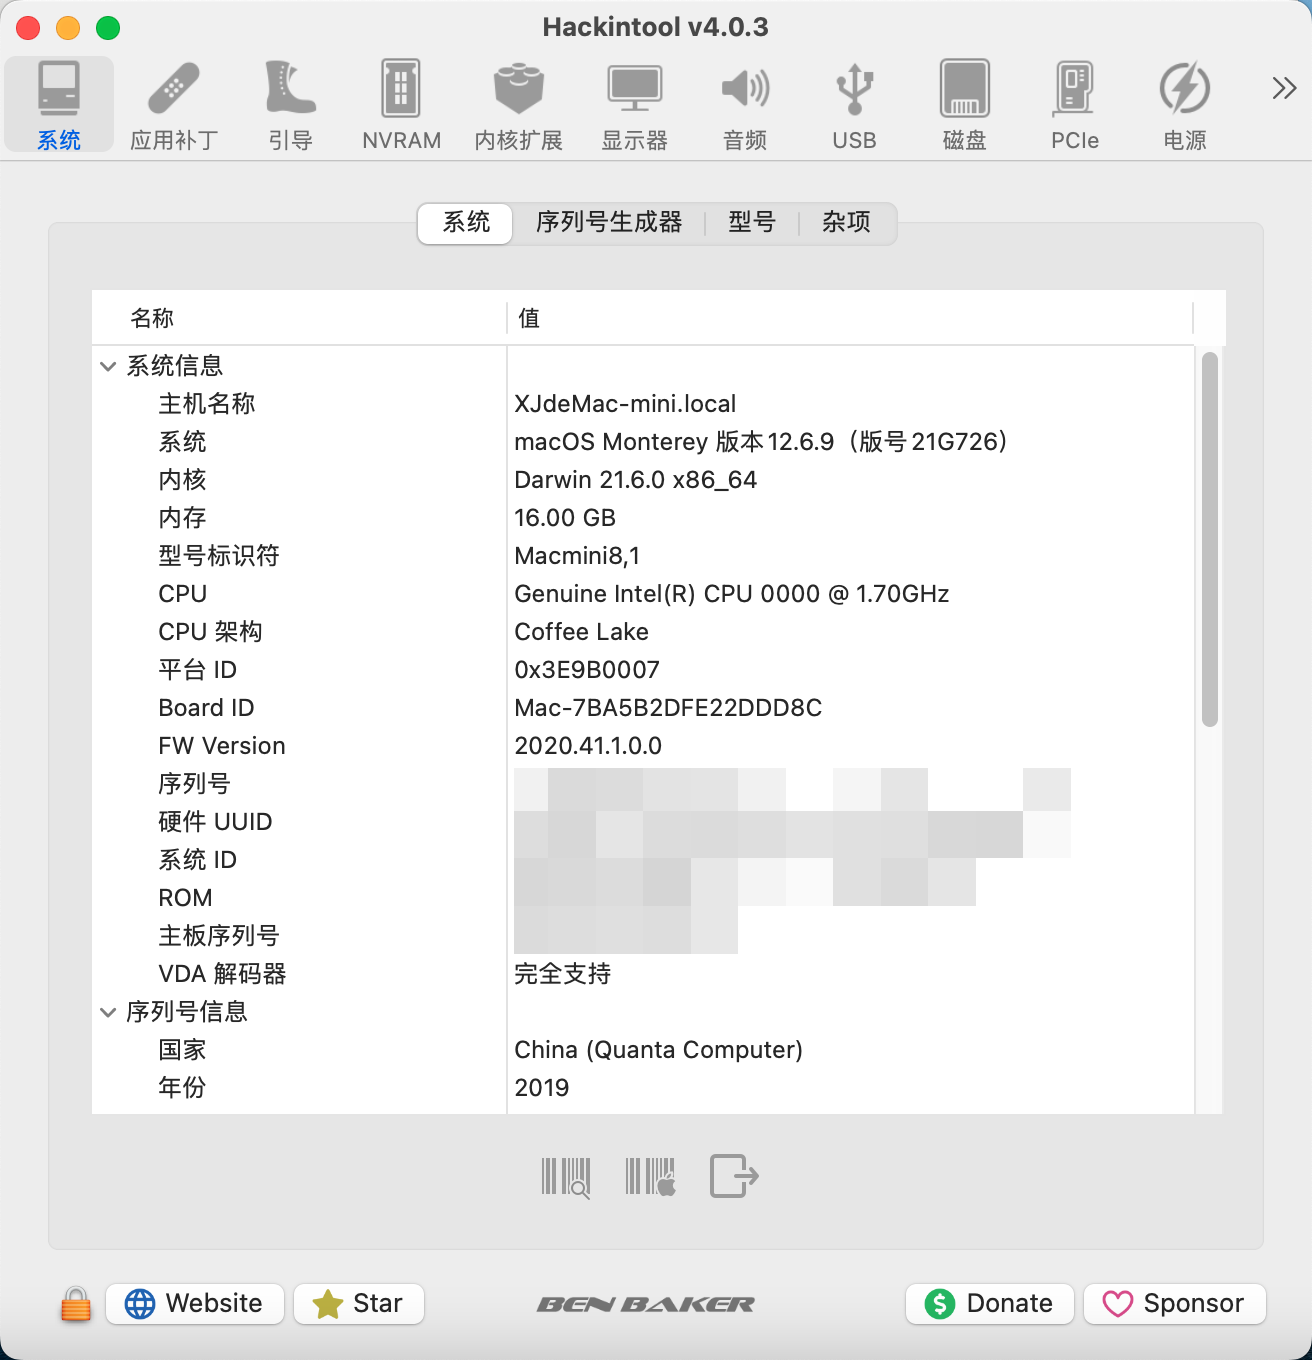 Hackintool v4.0.3
系统 应用补丁 引导 NVRAM 内核扩展 显示器 音频 USB 磁盘 PCIe 电源
系统 序列号生成器 型号 杂项
名称 值
系统信息
主机名称 XJdeMac-mini.local
系统 macOS Monterey 版本 12.6.9（版号 21G726）
内核 Darwin 21.6.0 x86_64
内存 16.00 GB
型号标识符 Macmini8,1
CPU Genuine Intel(R) CPU 0000 @ 1.70GHz
CPU 架构 Coffee Lake
平台 ID 0x3E9B0007
Board ID Mac-7BA5B2DFE22DDD8C
FW Version 2020.41.1.0.0
序列号
硬件 UUID
系统 ID
ROM
主板序列号
VDA 解码器 完全支持
序列号信息
国家 China (Quanta Computer)
年份 2019
Website Star BEN BAKER Donate Sponsor